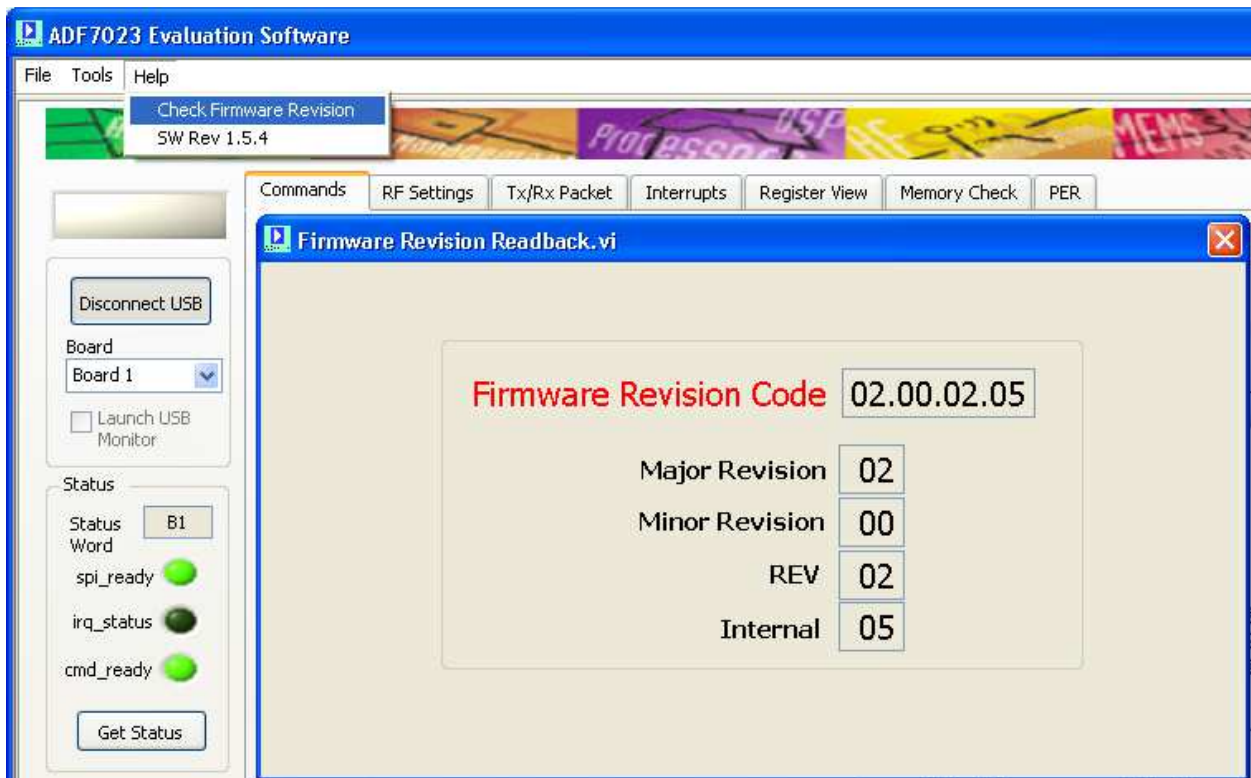 ADF7023 Evaluation Software
File Tools Help
Check Firmware Revision
SW Rev 1.5.4
Processors
DSP
MEMS
Commands RF Settings Tx/Rx Packet Interrupts Register View Memory Check PER
Firmware Revision Readback.vi
Disconnect USB
Board
Board 1
Launch USB
Monitor
Status
Status
Word
B1
spi_ready
irq_status
cmd_ready
Get Status
Firmware Revision Code 02.00.02.05
Major Revision 02
Minor Revision 00
REV 02
Internal 05